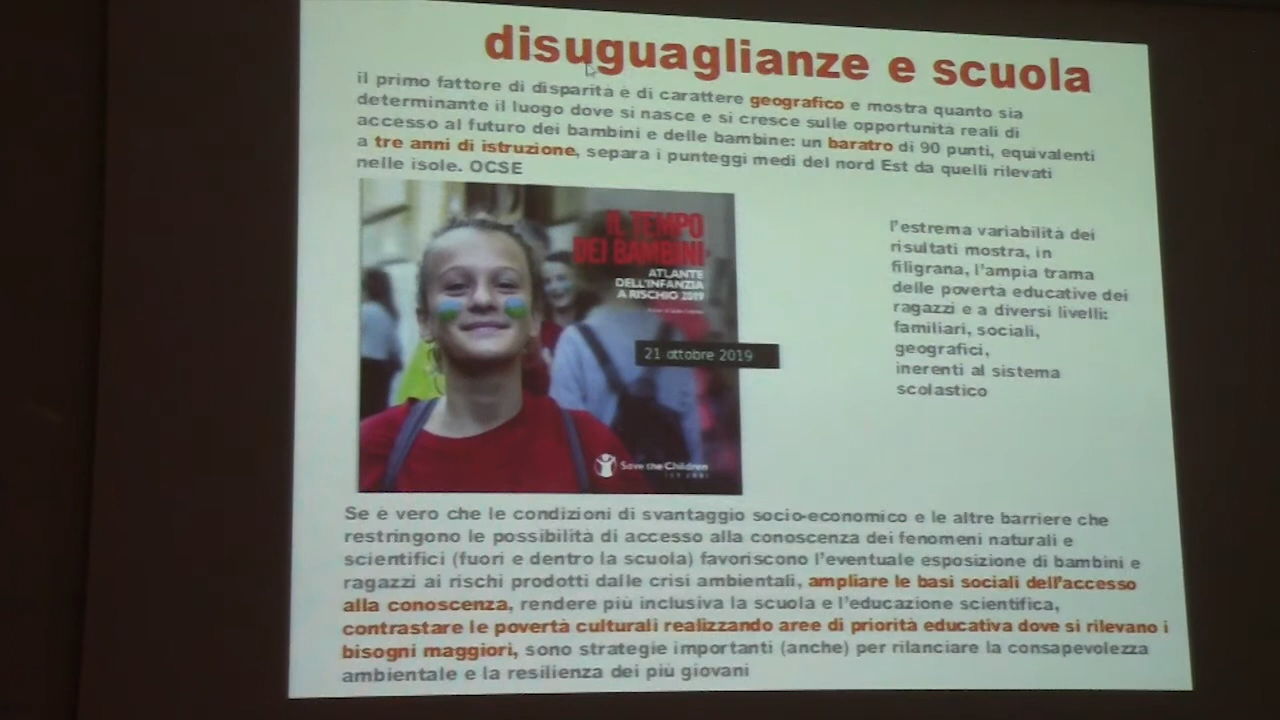 disuguaglianze e scuola
il primo fattore di disparità è di carattere geografico e mostra quanto sia
determinante il luogo dove si nasce e si cresce sulle opportunità reali di
accesso al futuro dei bambini e delle bambine: un baratro di 90 punti, equivalenti
a tre anni di istruzione, separa i punteggi medi del nord Est da quelli rilevati
nelle isole. OCSE
IL TEMPO
DEI BAMBINI
ATLANTE
DELL'INFANZIA
A RISCHIO 2019
21 ottobre 2019
Save the Children
l'estrema variabilità dei
risultati mostra, in
filigrana, l'ampia trama
delle povertà educative dei
ragazzi e a diversi livelli:
familiari, sociali,
geografici,
inerenti al sistema
scolastico
Se è vero che le condizioni di svantaggio socio-economico e le altre barriere che
restringono le possibilità di accesso alla conoscenza dei fenomeni naturali e
scientifici (fuori e dentro la scuola) favoriscono l'eventuale esposizione di bambini e
ragazzi ai rischi prodotti dalle crisi ambientali, ampliare le basi sociali dell'accesso
alla conoscenza, rendere più inclusiva la scuola e l'educazione scientifica,
contrastare le povertà culturali realizzando aree di priorità educativa dove si rilevano i
bisogni maggiori, sono strategie importanti (anche) per rilanciare la consapevolezza
ambientale e la resilienza dei più giovani